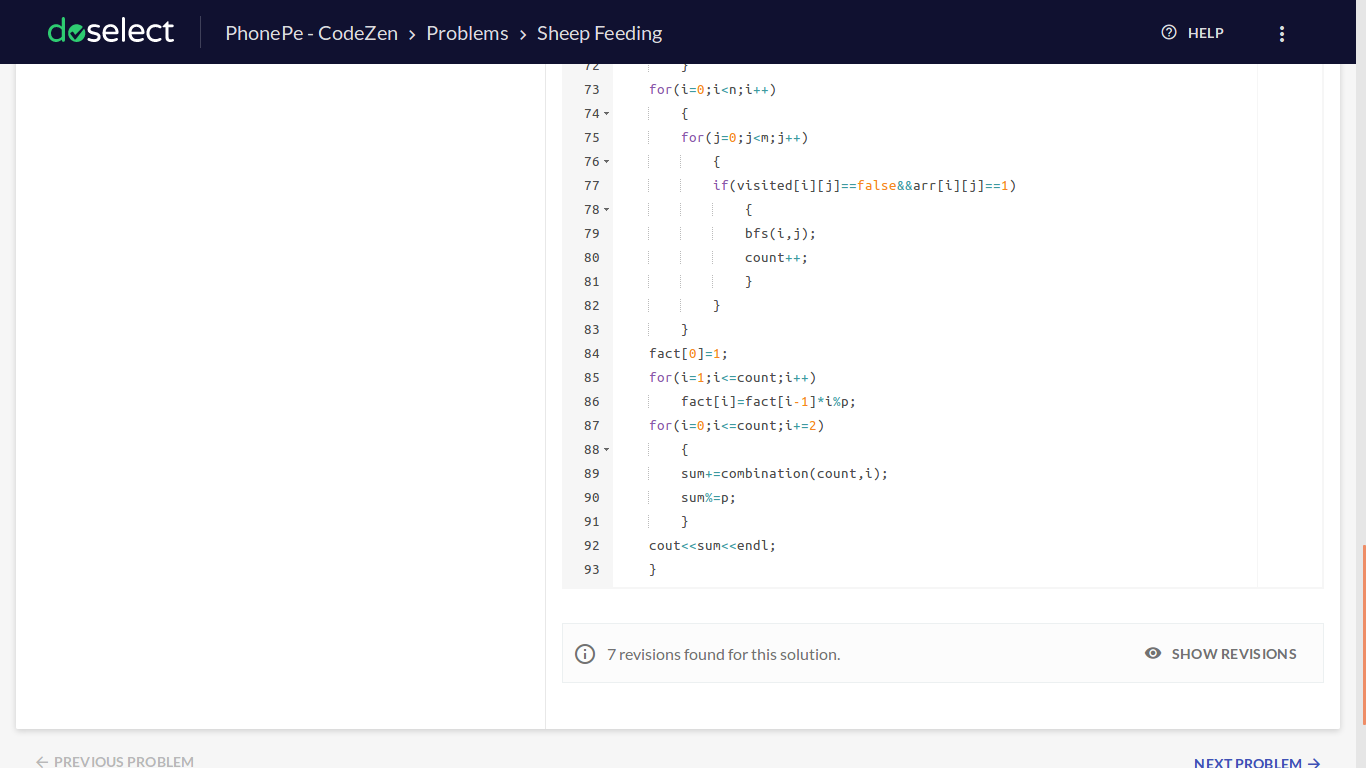 doselect PhonePe - CodeZen › Problems › Sheep Feeding HELP
72 }
73 for(i=0;i<n;i++)
74 {
75 for(j=0;j<m;j++)
76 {
77 if(visited[i][j]==false&&arr[i][j]==1)
78 {
79 bfs(i,j);
80 count++;
81 }
82 }
83 }
84 fact[0]=1;
85 for(i=1;i<=count;i++)
86 fact[i]=fact[i-1]*i%p;
87 for(i=0;i<=count;i+=2)
88 {
89 sum+=combination(count,i);
90 sum%=p;
91 }
92 cout<<sum<<endl;
93 }
7 revisions found for this solution. SHOW REVISIONS
← PREVIOUS PROBLEM NEXT PROBLEM →